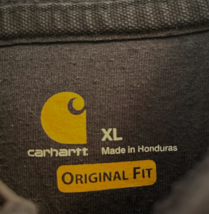 XL
carhartt
Made in Honduras
ORIGINAL FIT